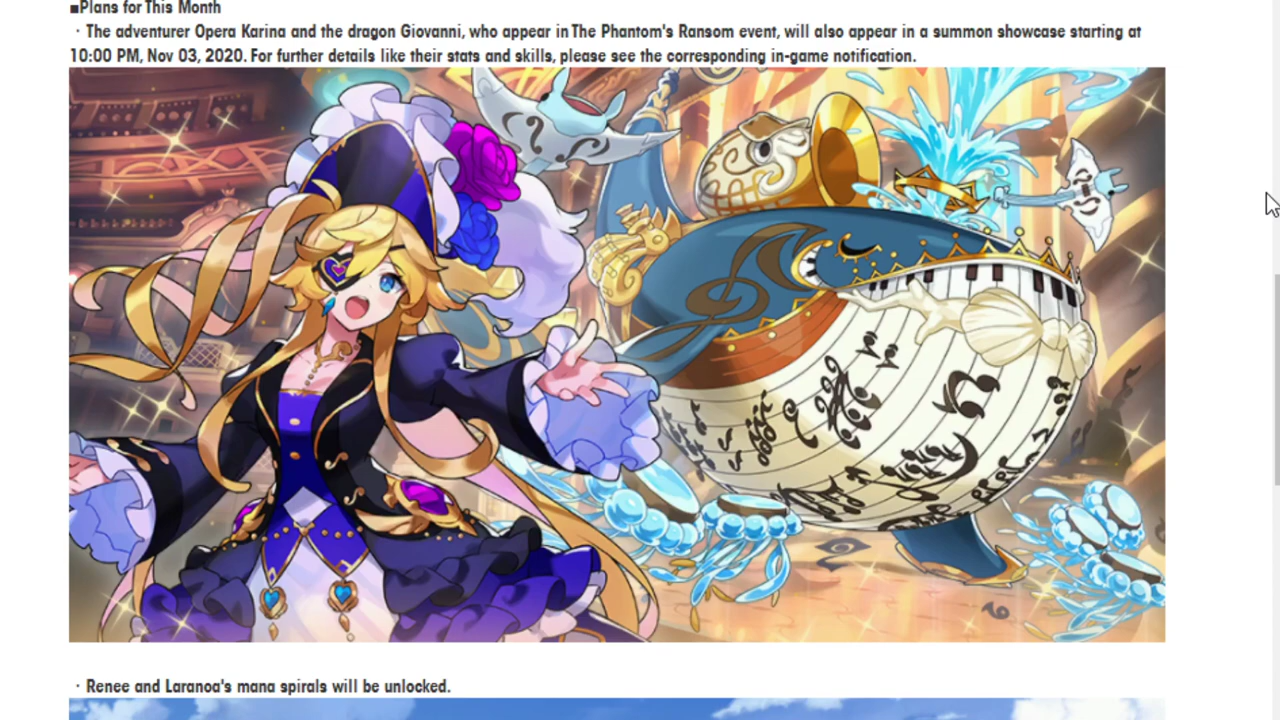 ■Plans for This Month
・The adventurer Opera Karina and the dragon Giovanni, who appear in The Phantom's Ransom event, will also appear in a summon showcase starting at
10:00 PM, Nov 03, 2020. For further details like their stats and skills, please see the corresponding in-game notification.
・Renee and Laranoa's mana spirals will be unlocked.